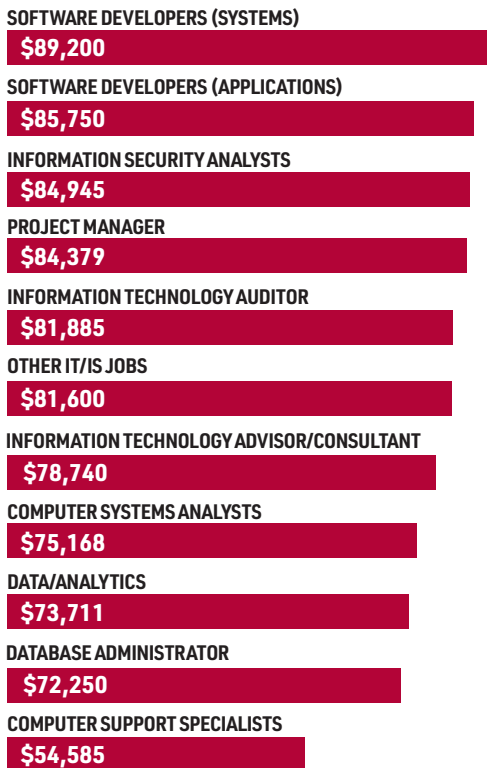 SOFTWARE DEVELOPERS (SYSTEMS)
$89,200
SOFTWARE DEVELOPERS (APPLICATIONS)
$85,750
INFORMATION SECURITY ANALYSTS
$84,945
PROJECT MANAGER
$84,379
INFORMATION TECHNOLOGY AUDITOR
$81,885
OTHER IT/IS JOBS
$81,600
INFORMATION TECHNOLOGY ADVISOR/CONSULTANT
$78,740
COMPUTER SYSTEMS ANALYSTS
$75,168
DATA/ANALYTICS
$73,711
DATABASE ADMINISTRATOR
$72,250
COMPUTER SUPPORT SPECIALISTS
$54,585